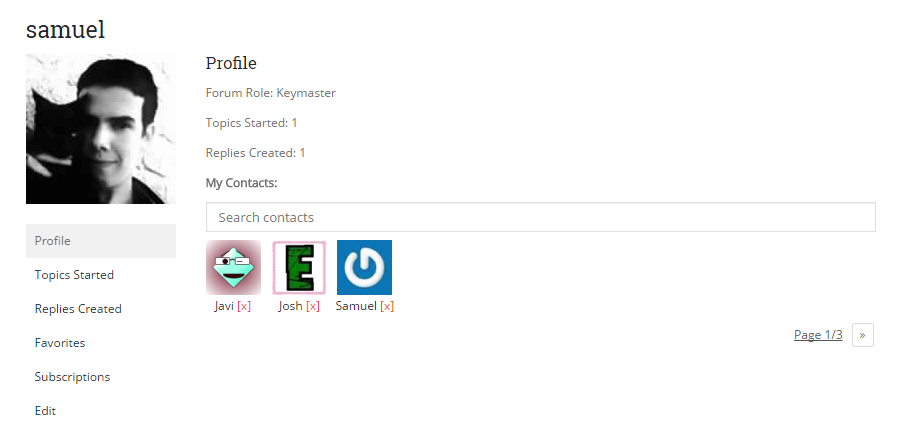 samuel
Profile
Forum Role: Keymaster
Topics Started: 1
Replies Created: 1
My Contacts:
Search contacts
E
Javi [x] Josh [x] Samuel [x]
Page 1/3 »
Profile
Topics Started
Replies Created
Favorites
Subscriptions
Edit